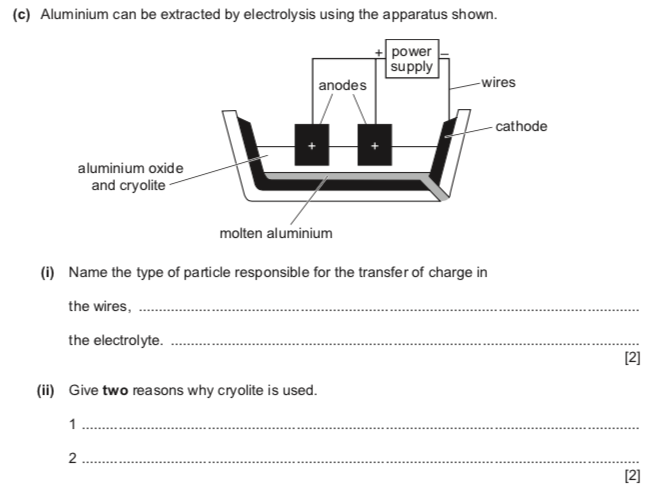 (c) Aluminium can be extracted by electrolysis using the apparatus shown.
+ power supply –
anodes
wires
+ +
cathode
aluminium oxide
and cryolite
molten aluminium
(i) Name the type of particle responsible for the transfer of charge in
the wires, ................................................................
the electrolyte. ................................................................
[2]
(ii) Give two reasons why cryolite is used.
1 ................................................................
2 ................................................................
[2]